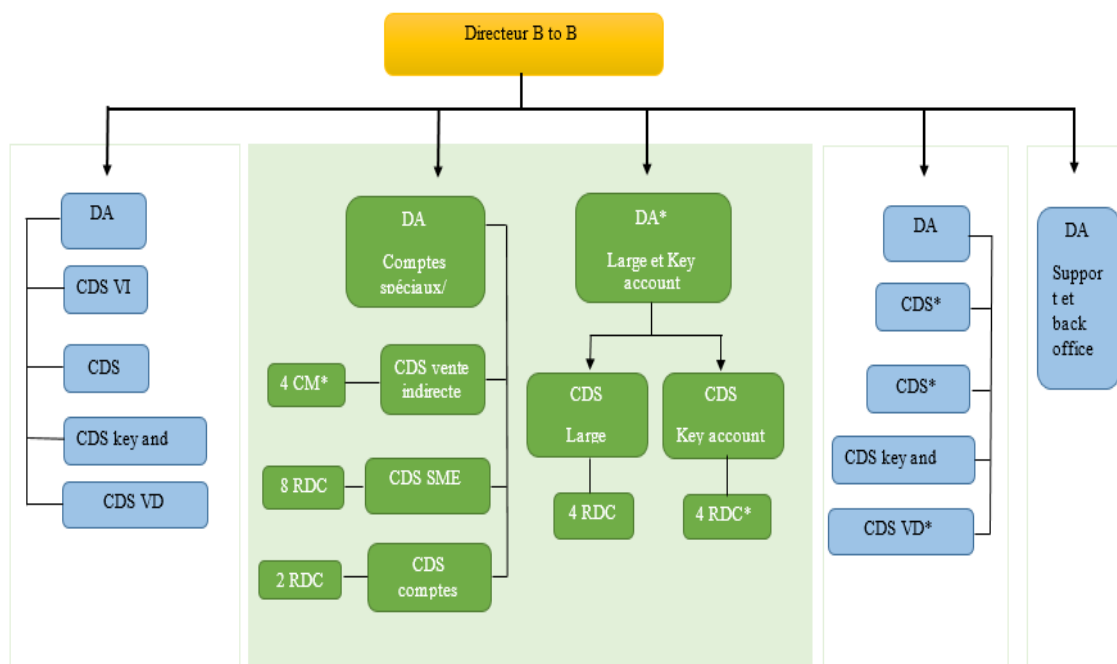 Directeur B to B
DA
CDS VI
CDS
CDS key and
CDS VD
DA
Comptes
spéciaux/
4 CM*
CDS vente
indirecte
8 RDC
CDS SME
2 RDC
CDS
comptes
DA*
Large et Key
account
CDS
Large
4 RDC
CDS
Key account
4 RDC*
DA
CDS*
CDS*
CDS key and
CDS VD*
DA
Suppor
t et
back
office